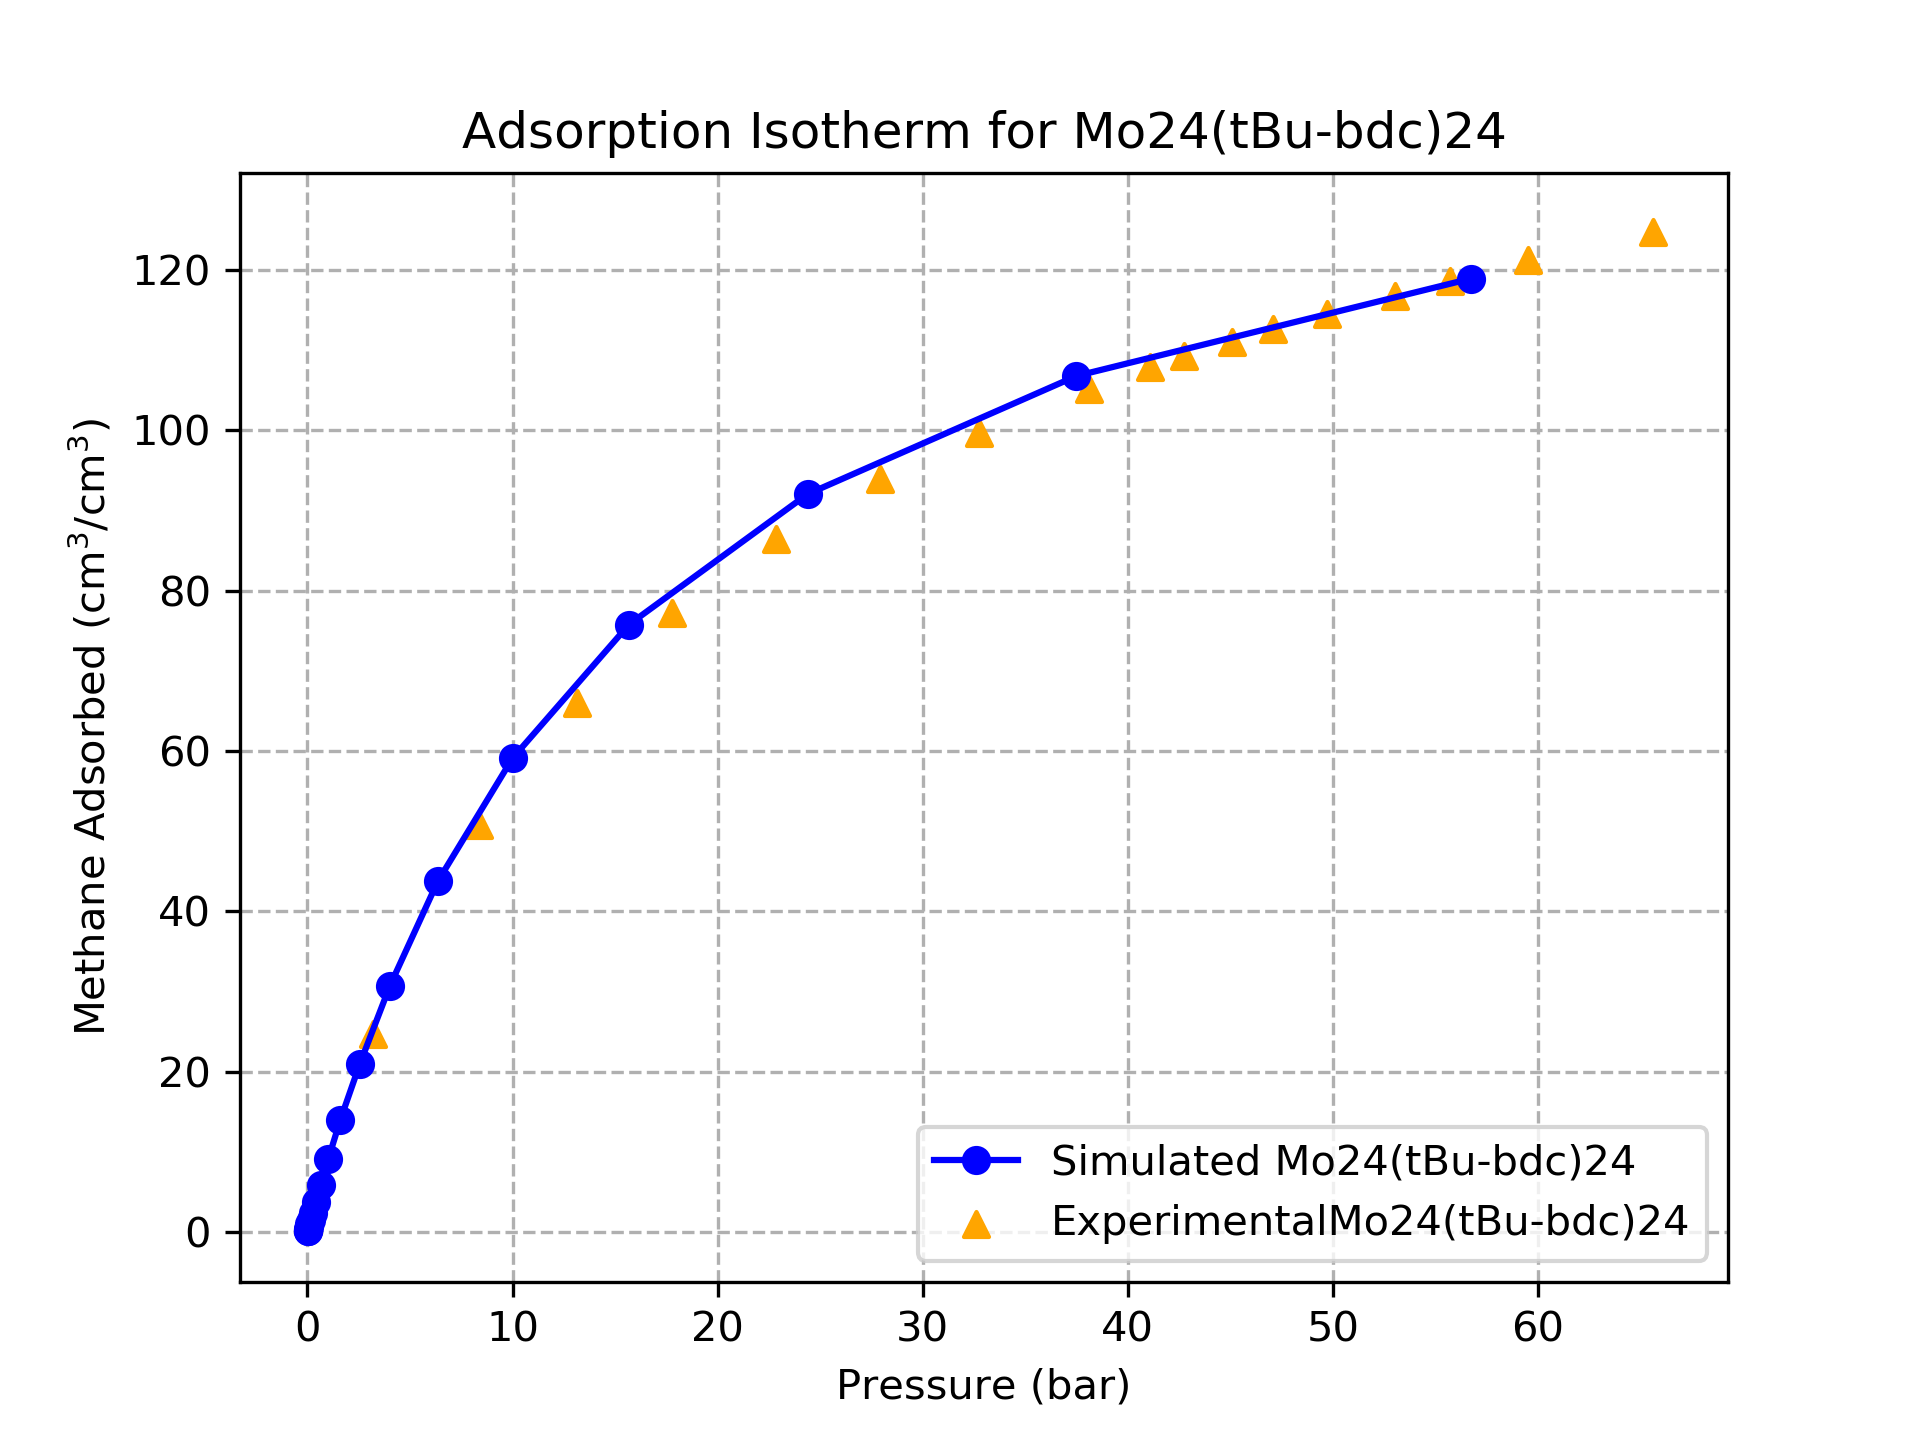 Adsorption Isotherm for Mo24(tBu-bdc)24
Methane Adsorbed (cm³/cm³)
120
100
80
60
40
20
0
Simulated Mo24(tBu-bdc)24
ExperimentalMo24(tBu-bdc)24
0 10 20 30 40 50 60
Pressure (bar)